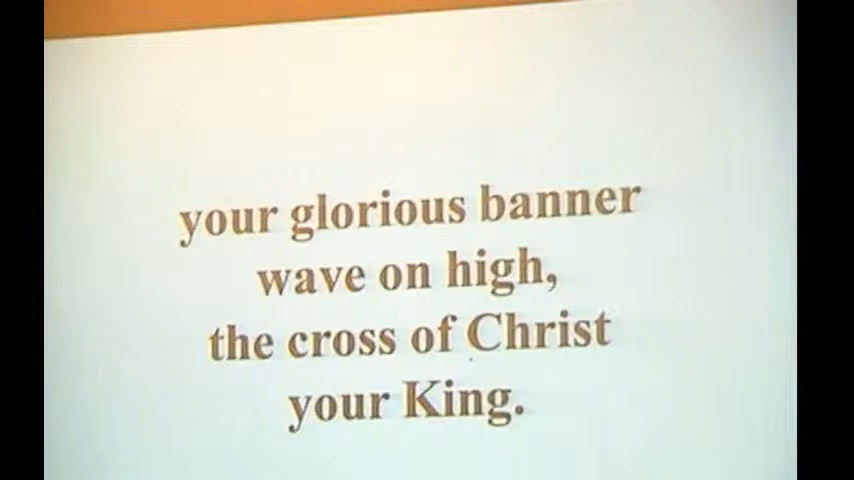 your glorious banner
wave on high,
the cross of Christ
your King.